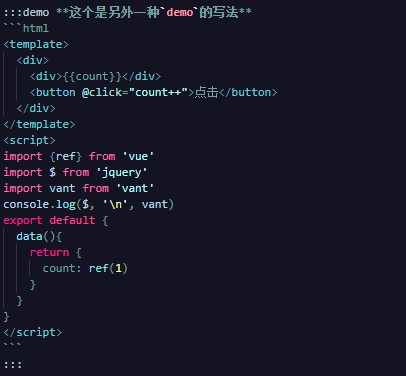 :::demo **这个是另外一种`demo`的写法**
```html
<template>
  <div>
    <div>{{count}}</div>
    <button @click="count++">点击</button>
  </div>
</template>
<script>
import {ref} from 'vue'
import $ from 'jquery'
import vant from 'vant'
console.log($, '\n', vant)
export default {
  data(){
    return {
      count: ref(1)
    }
  }
}
</script>
```
:::